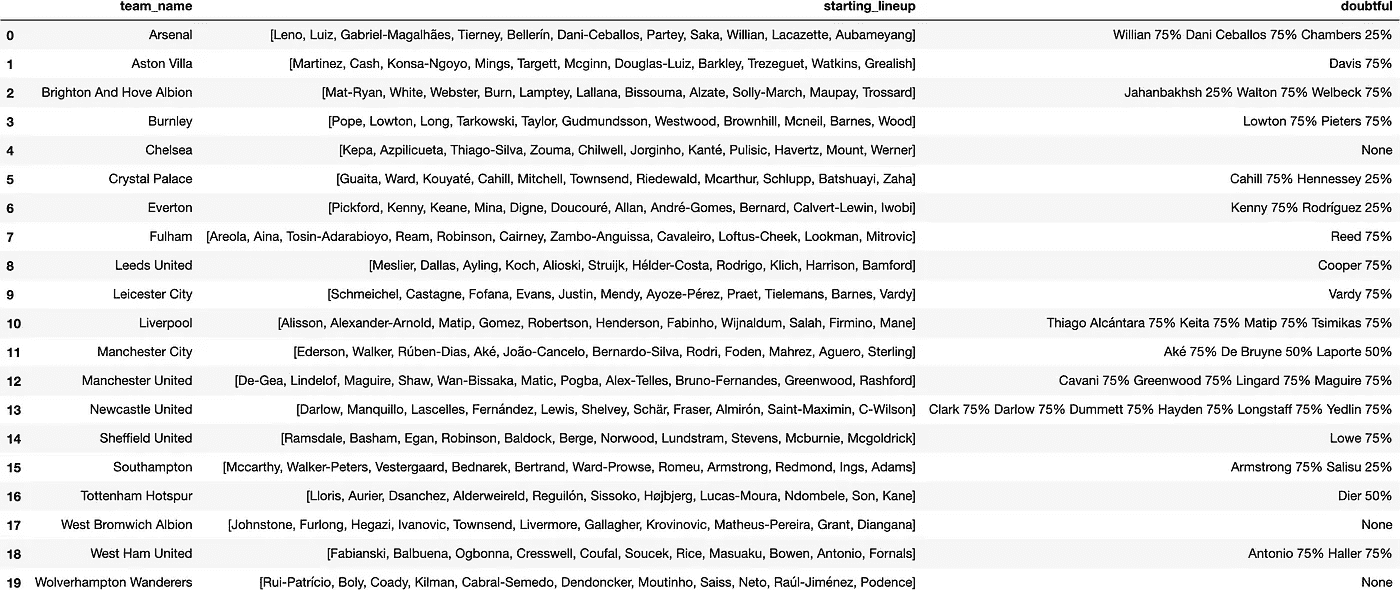 team_name starting_lineup doubtful
0 Arsenal [Leno, Luiz, Gabriel-Magalhães, Tierney, Bellerín, Dani-Ceballos, Partey, Saka, Willian, Lacazette, Aubameyang] Willian 75% Dani Ceballos 75% Chambers 25%
1 Aston Villa [Martinez, Cash, Konsa-Ngoyo, Mings, Targett, Mcginn, Douglas-Luiz, Barkley, Trezeguet, Watkins, Grealish] Davis 75%
2 Brighton And Hove Albion [Mat-Ryan, White, Webster, Burn, Lamptey, Lallana, Bissouma, Alzate, Solly-March, Maupay, Trossard] Jahanbakhsh 25% Walton 75% Welbeck 75%
3 Burnley [Pope, Lowton, Long, Tarkowski, Taylor, Gudmundsson, Westwood, Brownhill, Mcneil, Barnes, Wood] Lowton 75% Pieters 75%
4 Chelsea [Kepa, Azpilicueta, Thiago-Silva, Zouma, Chilwell, Jorginho, Kanté, Pulisic, Havertz, Mount, Werner] None
5 Crystal Palace [Guaita, Ward, Kouyaté, Cahill, Mitchell, Townsend, Riedewald, Mcarthur, Schlupp, Batshuayi, Zaha] Cahill 75% Hennessey 25%
6 Everton [Pickford, Kenny, Keane, Mina, Digne, Doucouré, Allan, André-Gomes, Bernard, Calvert-Lewin, Iwobi] Kenny 75% Rodríguez 25%
7 Fulham [Areola, Aina, Tosin-Adarabioyo, Ream, Robinson, Cairney, Zambo-Anguissa, Cavaleiro, Loftus-Cheek, Lookman, Mitrovic] Reed 75%
8 Leeds United [Meslier, Dallas, Ayling, Koch, Alioski, Struijk, Hélder-Costa, Rodrigo, Klich, Harrison, Bamford] Cooper 75%
9 Leicester City [Schmeichel, Castagne, Fofana, Evans, Justin, Mendy, Ayoze-Pérez, Praet, Tielemans, Barnes, Vardy] Vardy 75%
10 Liverpool [Alisson, Alexander-Arnold, Matip, Gomez, Robertson, Henderson, Fabinho, Wijnaldum, Salah, Firmino, Mane] Thiago Alcántara 75% Keita 75% Matip 75% Tsimikas 75%
11 Manchester City [Ederson, Walker, Rúben-Dias, Aké, João-Cancelo, Bernardo-Silva, Rodri, Foden, Mahrez, Aguero, Sterling] Aké 75% De Bruyne 50% Laporte 50%
12 Manchester United [De-Gea, Lindelof, Maguire, Shaw, Wan-Bissaka, Matic, Pogba, Alex-Telles, Bruno-Fernandes, Greenwood, Rashford] Cavani 75% Greenwood 75% Lingard 75% Maguire 75%
13 Newcastle United [Darlow, Manquillo, Lascelles, Fernández, Lewis, Shelvey, Schär, Fraser, Almirón, Saint-Maximin, C-Wilson] Clark 75% Darlow 75% Dummett 75% Hayden 75% Longstaff 75% Yedlin 75%
14 Sheffield United [Ramsdale, Basham, Egan, Robinson, Baldock, Berge, Norwood, Lundstram, Stevens, Mcburnie, Mcgoldrick] Lowe 75%
15 Southampton [Mccarthy, Walker-Peters, Vestergaard, Bednarek, Bertrand, Ward-Prowse, Romeu, Armstrong, Redmond, Ings, Adams] Armstrong 75% Salisu 25%
16 Tottenham Hotspur [Lloris, Aurier, Dsanchez, Alderweireld, Reguilón, Sissoko, Højbjerg, Lucas-Moura, Ndombele, Son, Kane] Dier 50%
17 West Bromwich Albion [Johnstone, Furlong, Hegazi, Ivanovic, Townsend, Livermore, Gallagher, Krovinovic, Matheus-Pereira, Grant, Diangana] None
18 West Ham United [Fabianski, Balbuena, Ogbonna, Cresswell, Coufal, Soucek, Rice, Masuaku, Bowen, Antonio, Fornals] Antonio 75% Haller 75%
19 Wolverhampton Wanderers [Rui-Patrício, Boly, Coady, Kilman, Cabral-Semedo, Dendoncker, Moutinho, Saiss, Neto, Raúl-Jiménez, Podence] None